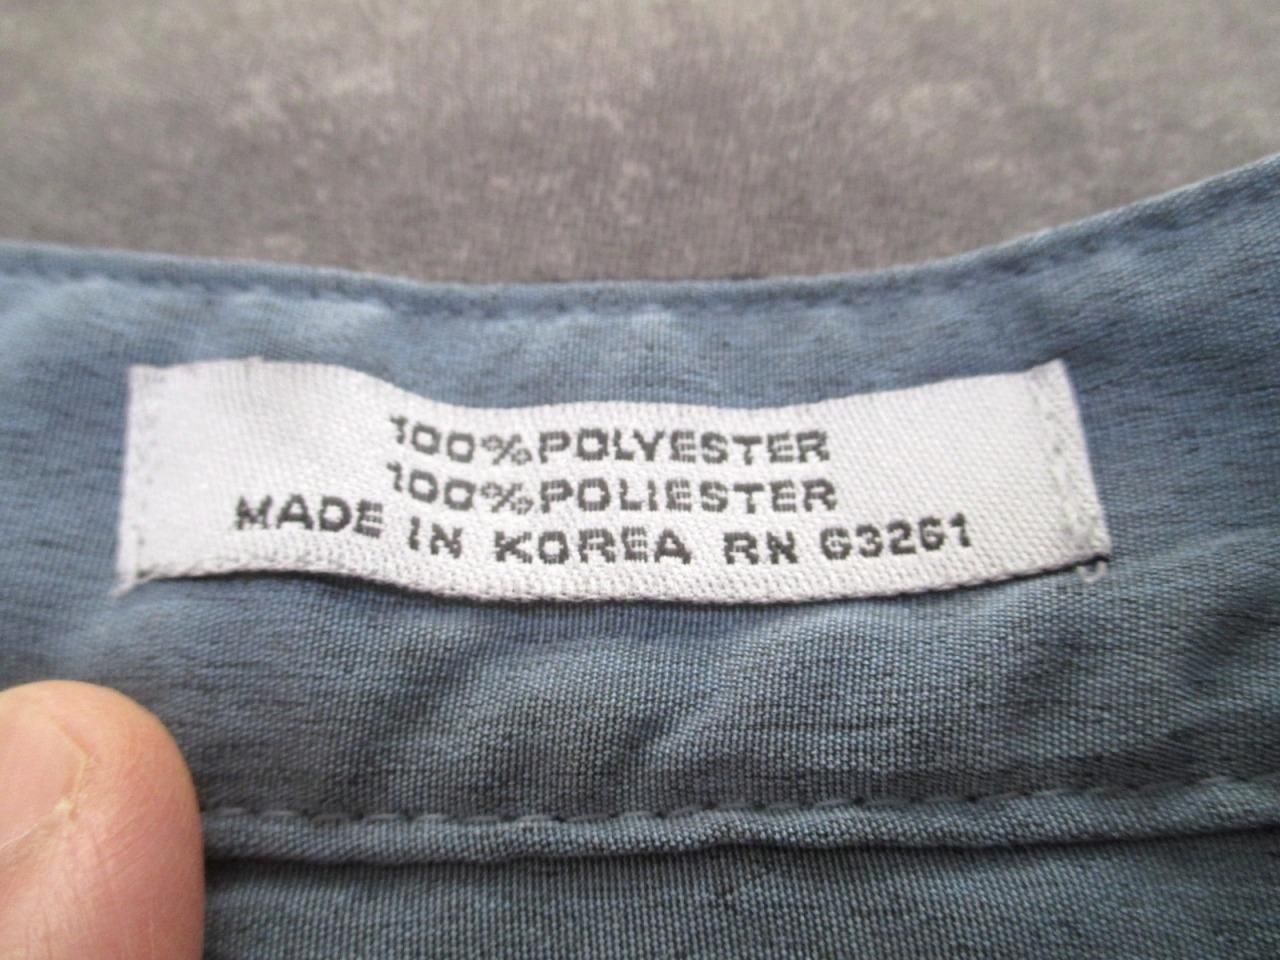 100%POLYESTER
100%POLIESTER
MADE IN KOREA RN 63261